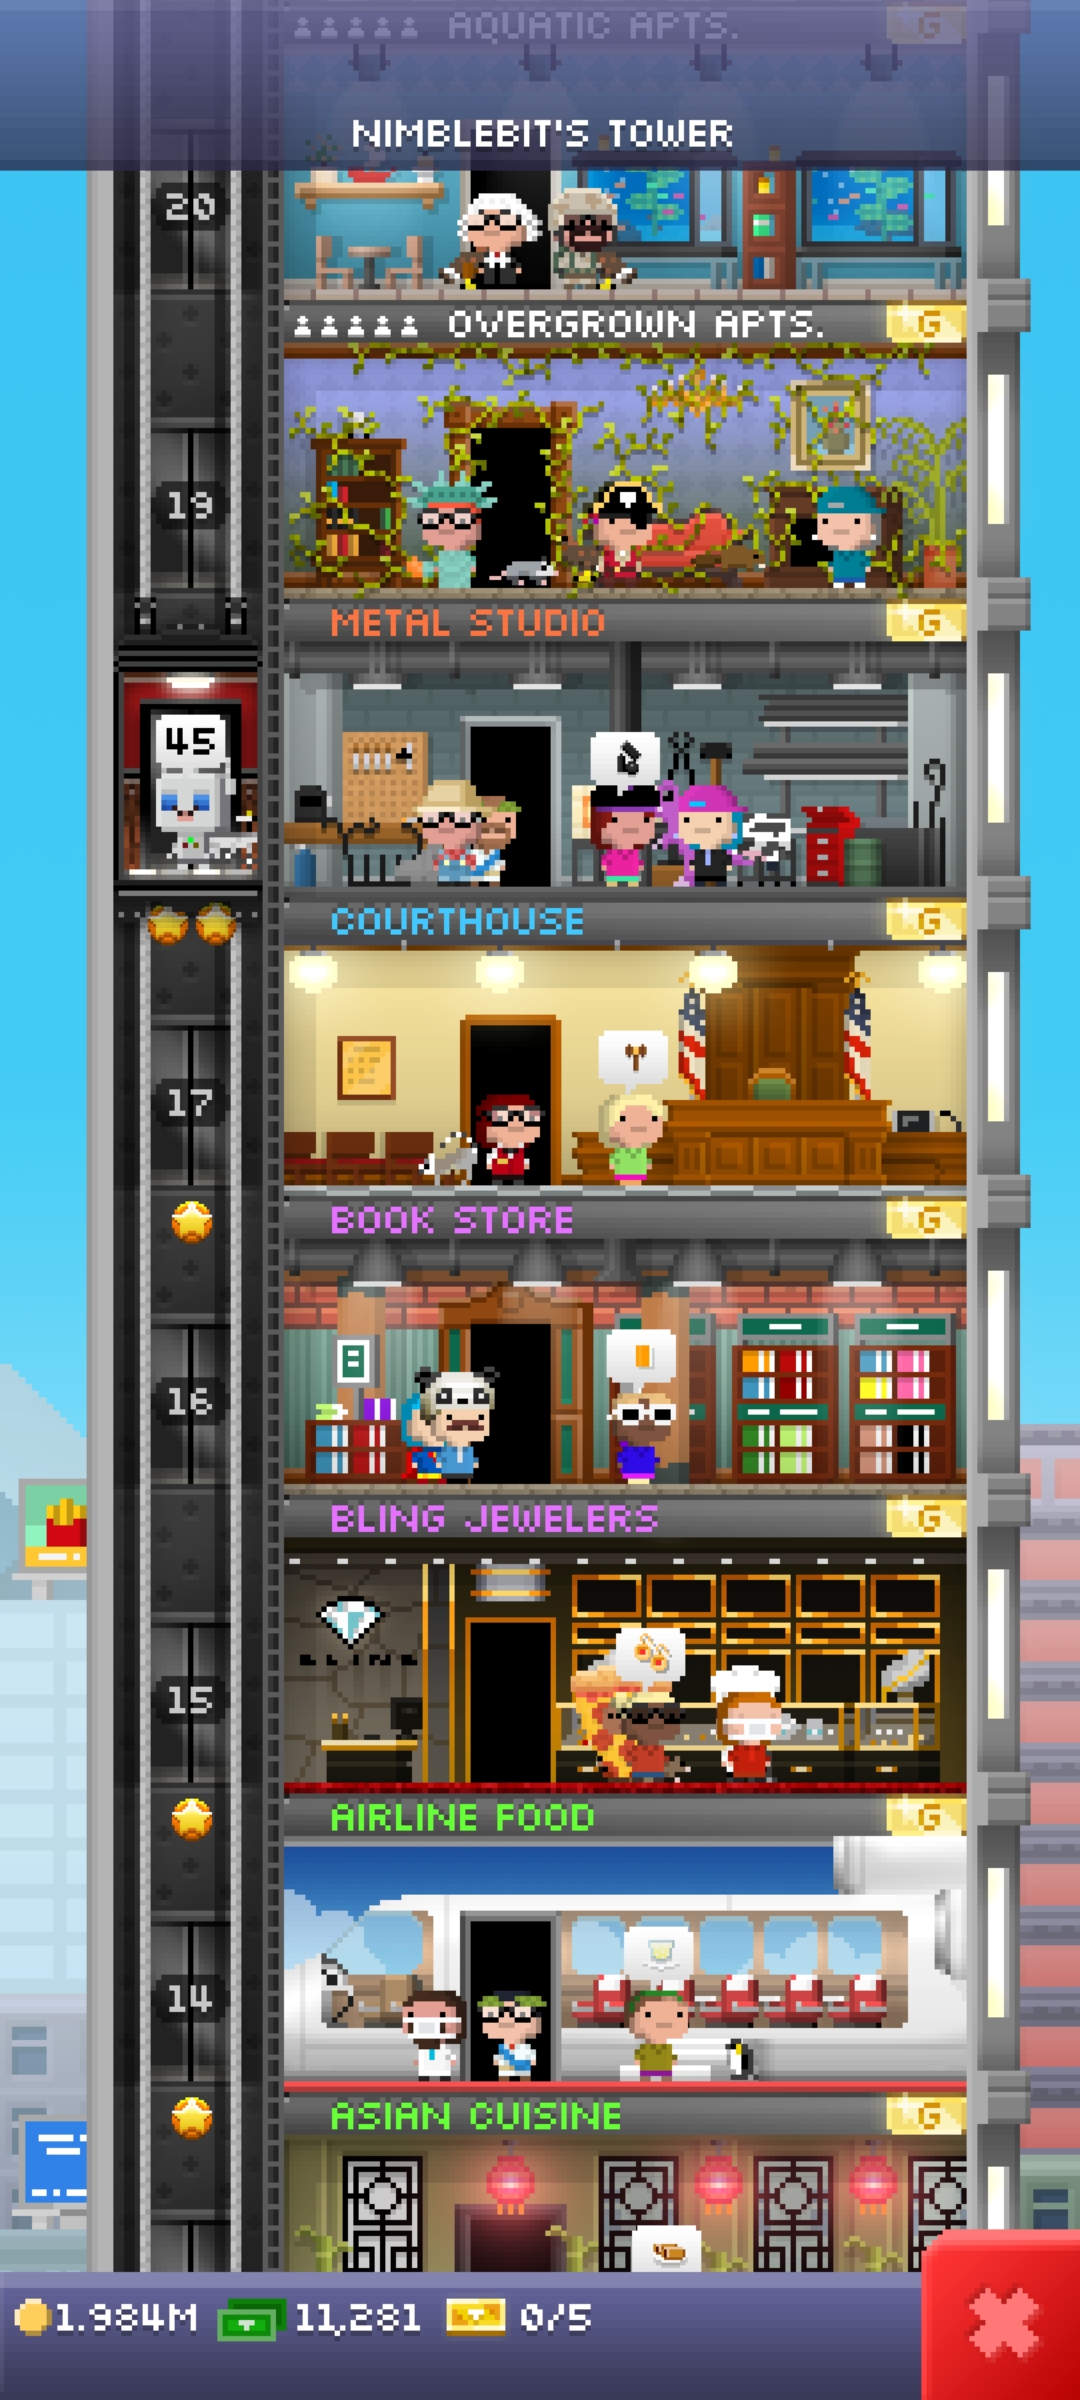 AQUATIC APTS. G
NIMBLEBIT'S TOWER
20
OVERGROWN APTS. G
19
METAL STUDIO G
45
COURTHOUSE G
17
BOOK STORE G
16
BLING JEWELERS G
BLING
15
AIRLINE FOOD G
14
ASIAN CUISINE G
1.984M 11,281 0/5